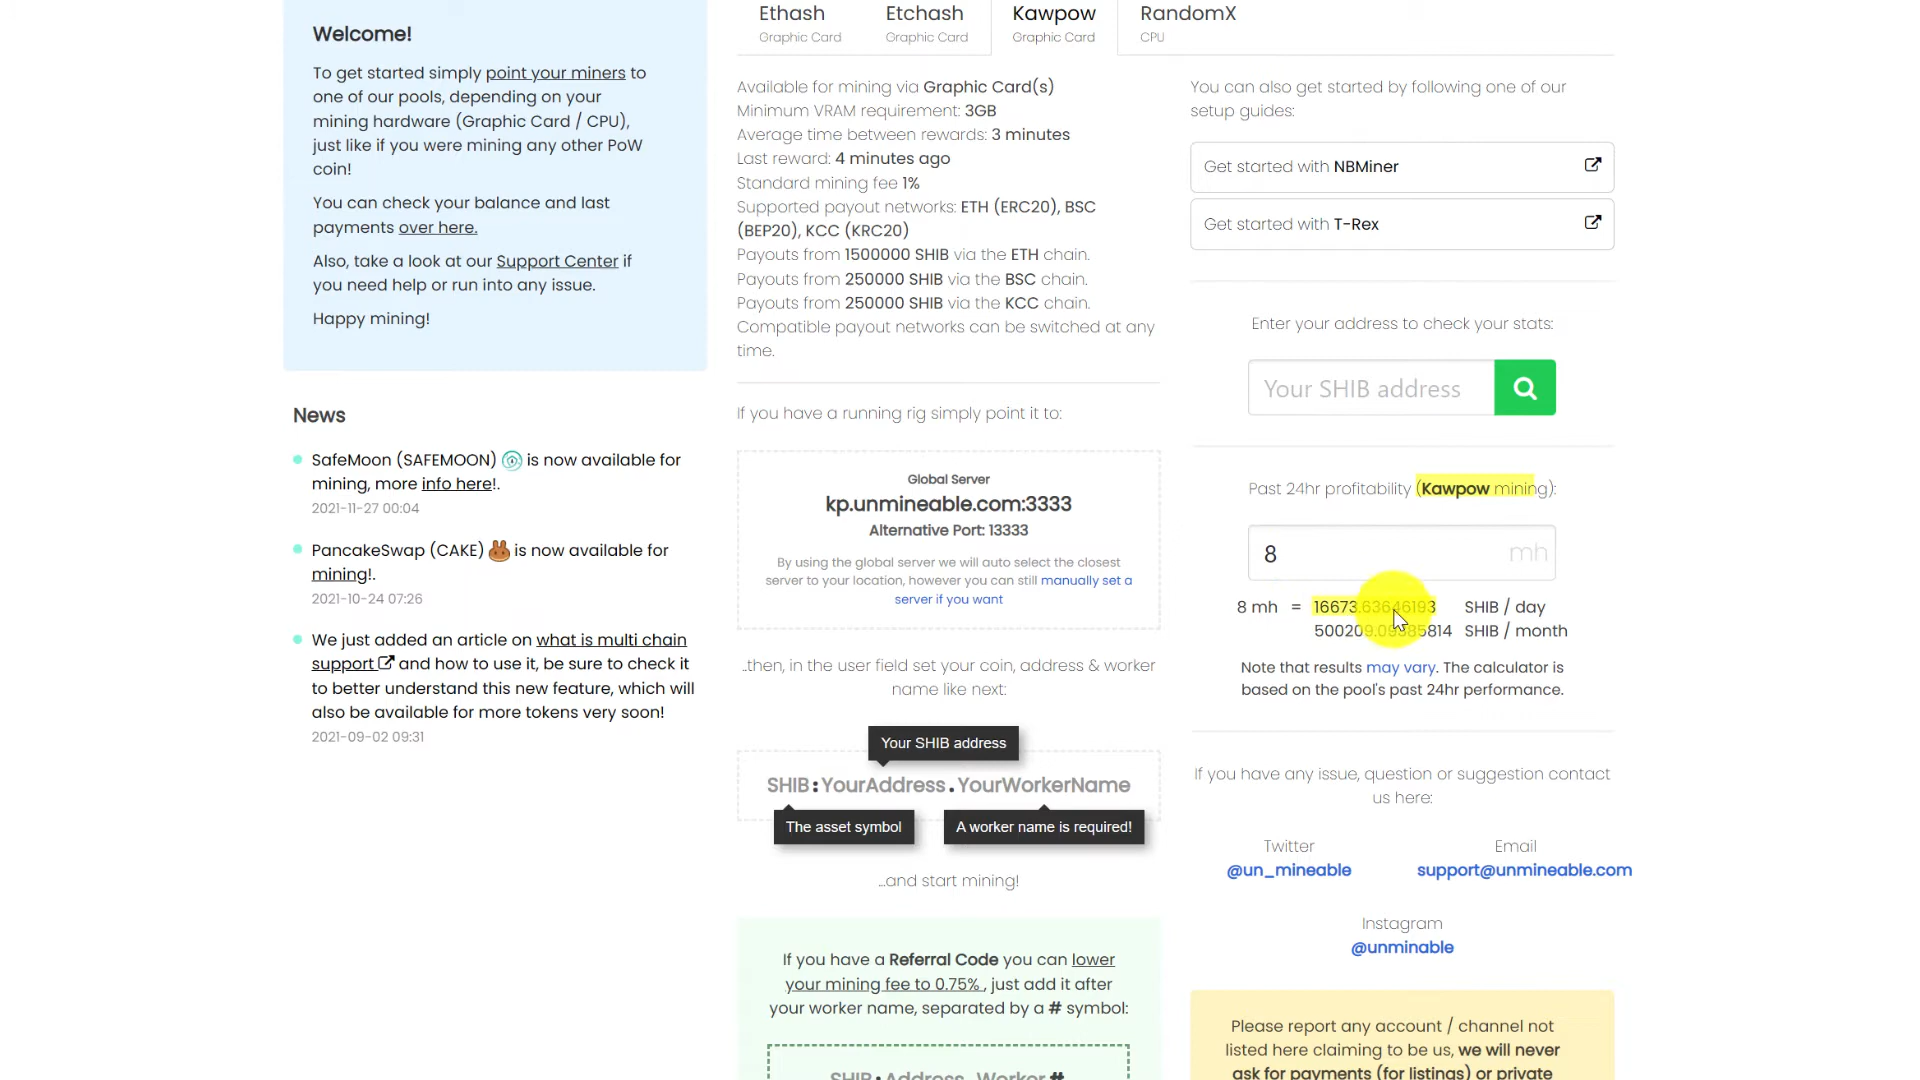 Welcome!
To get started simply point your miners to
one of our pools, depending on your
mining hardware (Graphic Card / CPU),
just like if you were mining any other PoW
coin!
You can check your balance and last
payments over here.
Also, take a look at our Support Center if
you need help or run into any issue.
Happy mining!
News
SafeMoon (SAFEMOON) is now available for
mining, more info here!.
2021-11-27 00:04
PancakeSwap (CAKE) is now available for
mining!.
2021-10-24 07:26
We just added an article on what is multi chain
support and how to use it, be sure to check it
to better understand this new feature, which will
also be available for more tokens very soon!
2021-09-02 09:31
Ethash
Graphic Card
Etchash
Graphic Card
Kawpow
Graphic Card
RandomX
CPU
Available for mining via Graphic Card(s)
Minimum VRAM requirement: 3GB
Average time between rewards: 3 minutes
Last reward: 4 minutes ago
Standard mining fee 1%
Supported payout networks: ETH (ERC20), BSC
(BEP20), KCC (KRC20)
Payouts from 1500000 SHIB via the ETH chain.
Payouts from 250000 SHIB via the BSC chain.
Payouts from 250000 SHIB via the KCC chain.
Compatible payout networks can be switched at any
time.
If you have a running rig simply point it to:
Global Server
kp.unmineable.com:3333
Alternative Port: 13333
By using the global server we will auto select the closest
server to your location, however you can still manually set a
server if you want
..then, in the user field set your coin, address & worker
name like next:
Your SHIB address
SHIB:YourAddress.YourWorkerName
The asset symbol
A worker name is required!
...and start mining!
If you have a Referral Code you can lower
your mining fee to 0.75% , just add it after
your worker name, separated by a # symbol:
SHIB:Address.Worker#
You can also get started by following one of our
setup guides:
Get started with NBMiner
Get started with T-Rex
Enter your address to check your stats:
Your SHIB address
Past 24hr profitability (Kawpow mining):
8 mh
8 mh = 16673.63646193 SHIB / day
500209.09385814 SHIB / month
Note that results may vary. The calculator is
based on the pool's past 24hr performance.
If you have any issue, question or suggestion contact
us here:
Twitter
@un_mineable
Email
support@unmineable.com
Instagram
@unminable
Please report any account / channel not
listed here claiming to be us, we will never
ask for payments (for listings) or private